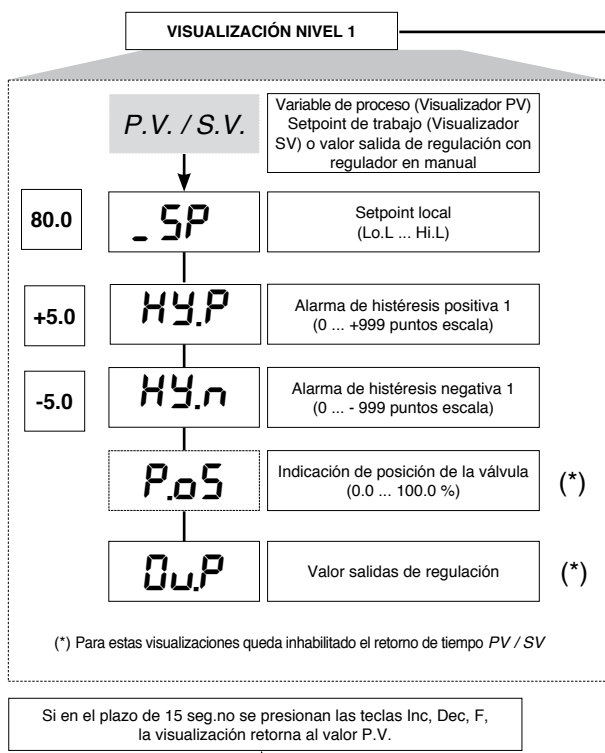 VISUALIZACIÓN NIVEL 1
P.V. / S.V.
Variable de proceso (Visualizador PV)
Setpoint de trabajo (Visualizador
SV) o valor salida de regulación con
regulador en manual
80.0
_ SP
Setpoint local
(Lo.L ... Hi.L)
+5.0
HY.P
Alarma de histéresis positiva 1
(0 ... +999 puntos escala)
-5.0
HY.n
Alarma de histéresis negativa 1
(0 ... - 999 puntos escala)
P.oS
Indicación de posición de la válvula
(0.0 ... 100.0 %)
(*)
Ou.P
Valor salidas de regulación
(*)
(*) Para estas visualizaciones queda inhabilitado el retorno de tiempo PV / SV
Si en el plazo de 15 seg.no se presionan las teclas Inc, Dec, F,
la visualización retorna al valor P.V.